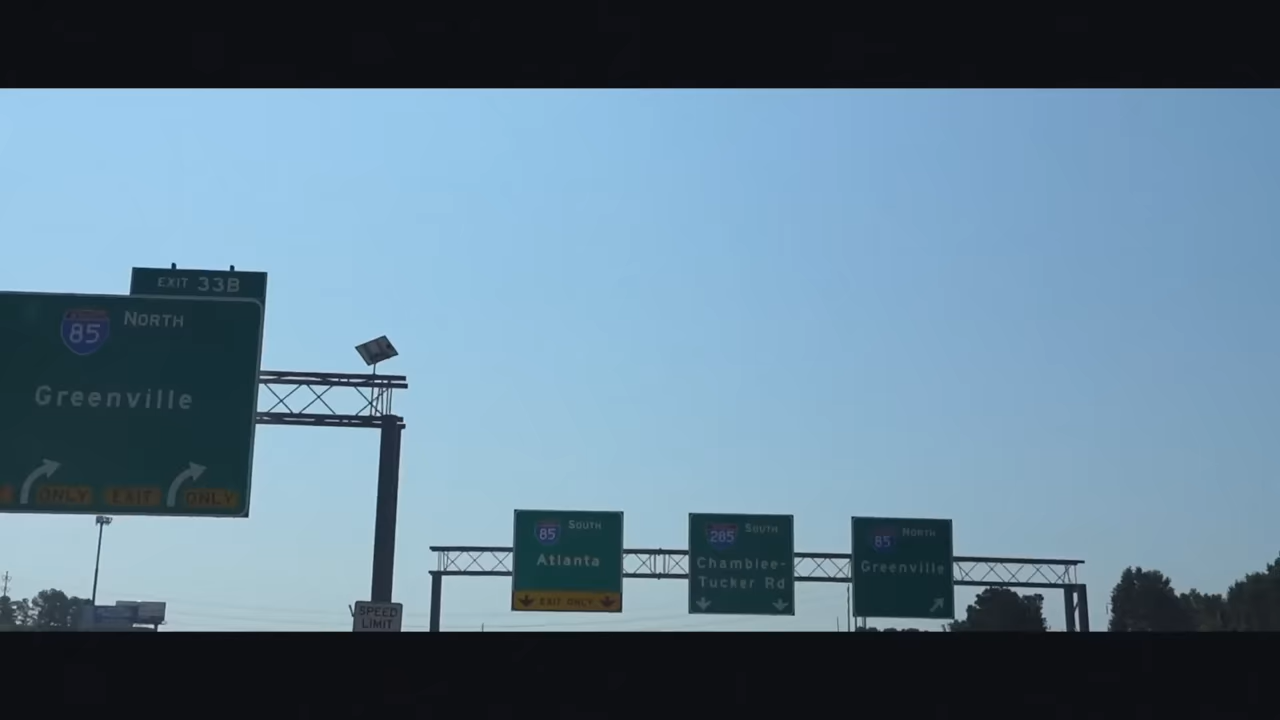 EXIT 33B
85 NORTH
Greenville
ONLY EXIT ONLY
SPEED
LIMIT
85 SOUTH
Atlanta
EXIT ONLY
285 SOUTH
Chamblee-
Tucker Rd
85 NORTH
Greenville